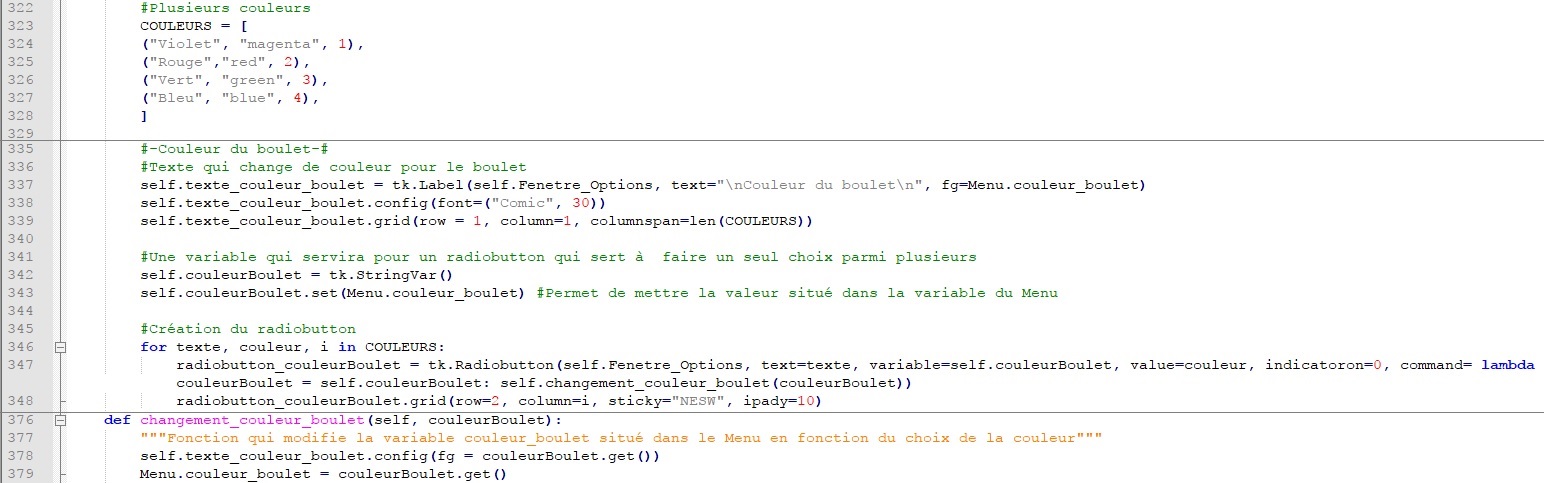 322 #Plusieurs couleurs
323 COULEURS = [
324 ("Violet", "magenta", 1),
325 ("Rouge","red", 2),
326 ("Vert", "green", 3),
327 ("Bleu", "blue", 4),
328 ]
329
335 #-Couleur du boulet-#
336 #Texte qui change de couleur pour le boulet
337 self.texte_couleur_boulet = tk.Label(self.Fenetre_Options, text="\nCouleur du boulet\n", fg=Menu.couleur_boulet)
338 self.texte_couleur_boulet.config(font=("Comic", 30))
339 self.texte_couleur_boulet.grid(row = 1, column=1, columnspan=len(COULEURS))
340
341 #Une variable qui servira pour un radiobutton qui sert à  faire un seul choix parmi plusieurs
342 self.couleurBoulet = tk.StringVar()
343 self.couleurBoulet.set(Menu.couleur_boulet) #Permet de mettre la valeur situé dans la variable du Menu
344
345 #Création du radiobutton
346 for texte, couleur, i in COULEURS:
347 radiobutton_couleurBoulet = tk.Radiobutton(self.Fenetre_Options, text=texte, variable=self.couleurBoulet, value=couleur, indicatoron=0, command= lambda
couleurBoulet = self.couleurBoulet: self.changement_couleur_boulet(couleurBoulet))
348 radiobutton_couleurBoulet.grid(row=2, column=i, sticky="NESW", ipady=10)
376 def changement_couleur_boulet(self, couleurBoulet):
377 """Fonction qui modifie la variable couleur_boulet situé dans le Menu en fonction du choix de la couleur"""
378 self.texte_couleur_boulet.config(fg = couleurBoulet.get())
379 Menu.couleur_boulet = couleurBoulet.get()